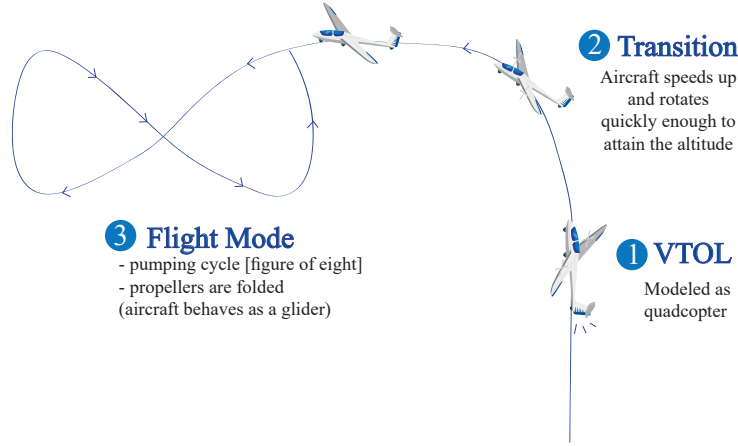 2 Transition
Aircraft speeds up
and rotates
quickly enough to
attain the altitude
3 Flight Mode
- pumping cycle [figure of eight]
- propellers are folded
(aircraft behaves as a glider)
1 VTOL
Modeled as
quadcopter